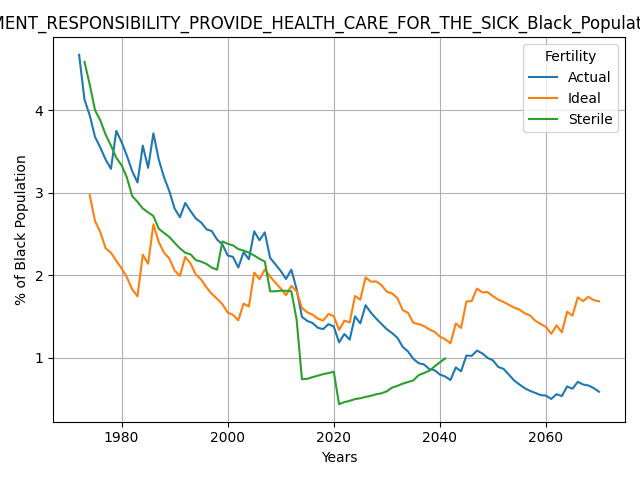 MENT_RESPONSIBILITY_PROVIDE_HEALTH_CARE_FOR_THE_SICK_Black_Populat
Fertility
Actual
Ideal
Sterile
% of Black Population
4
3
2
1
1980
2000
2020
2040
2060
Years